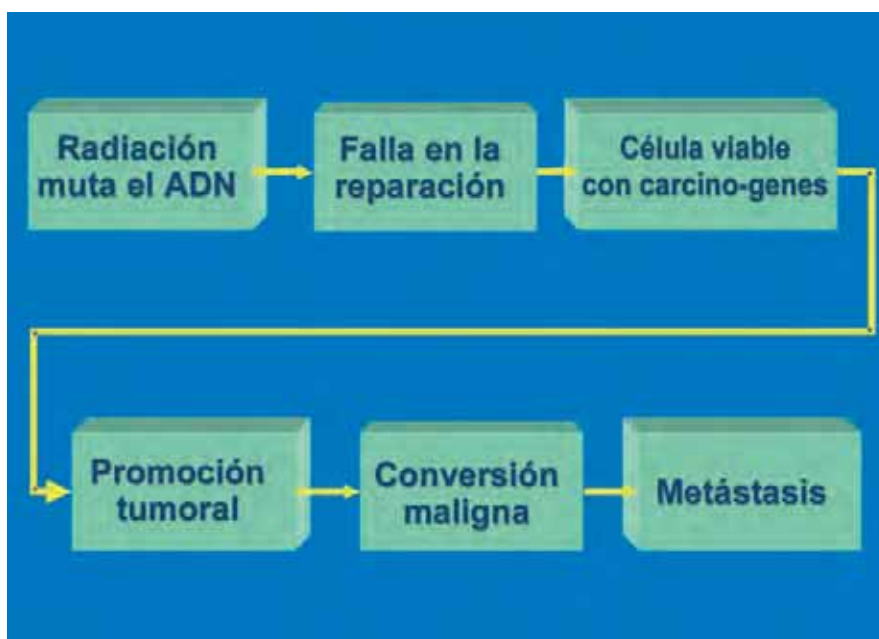 Radiación
muta el ADN
Falla en la
reparación
Célula viable
con carcino-genes
Promoción
tumoral
Conversión
maligna
Metástasis